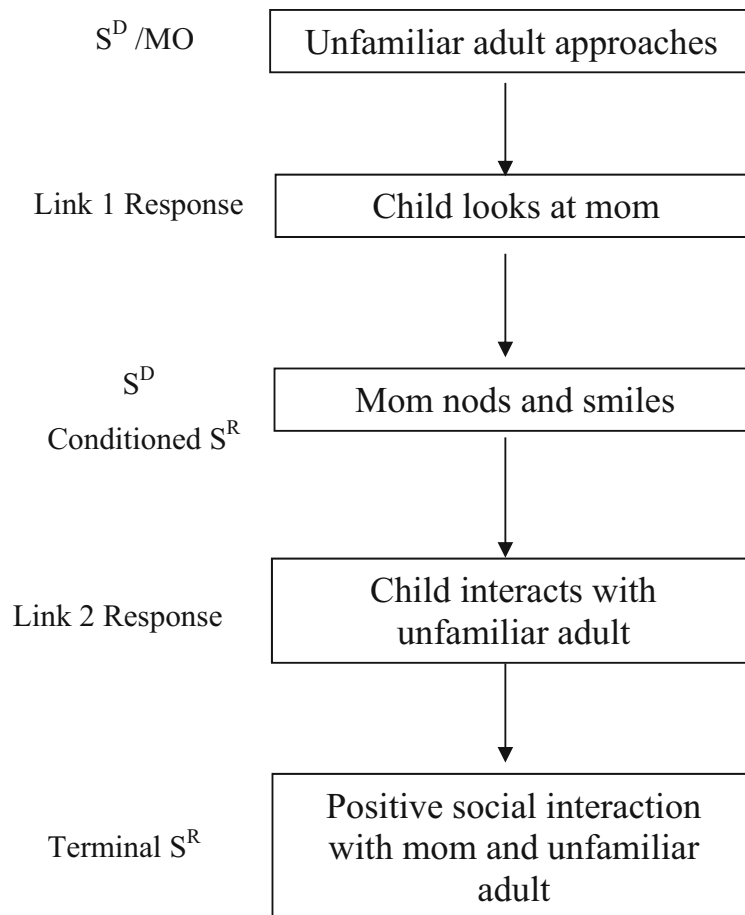 S^D /MO
Unfamiliar adult approaches
Link 1 Response
Child looks at mom
S^D
Conditioned S^R
Mom nods and smiles
Link 2 Response
Child interacts with
unfamiliar adult
Terminal S^R
Positive social interaction
with mom and unfamiliar
adult